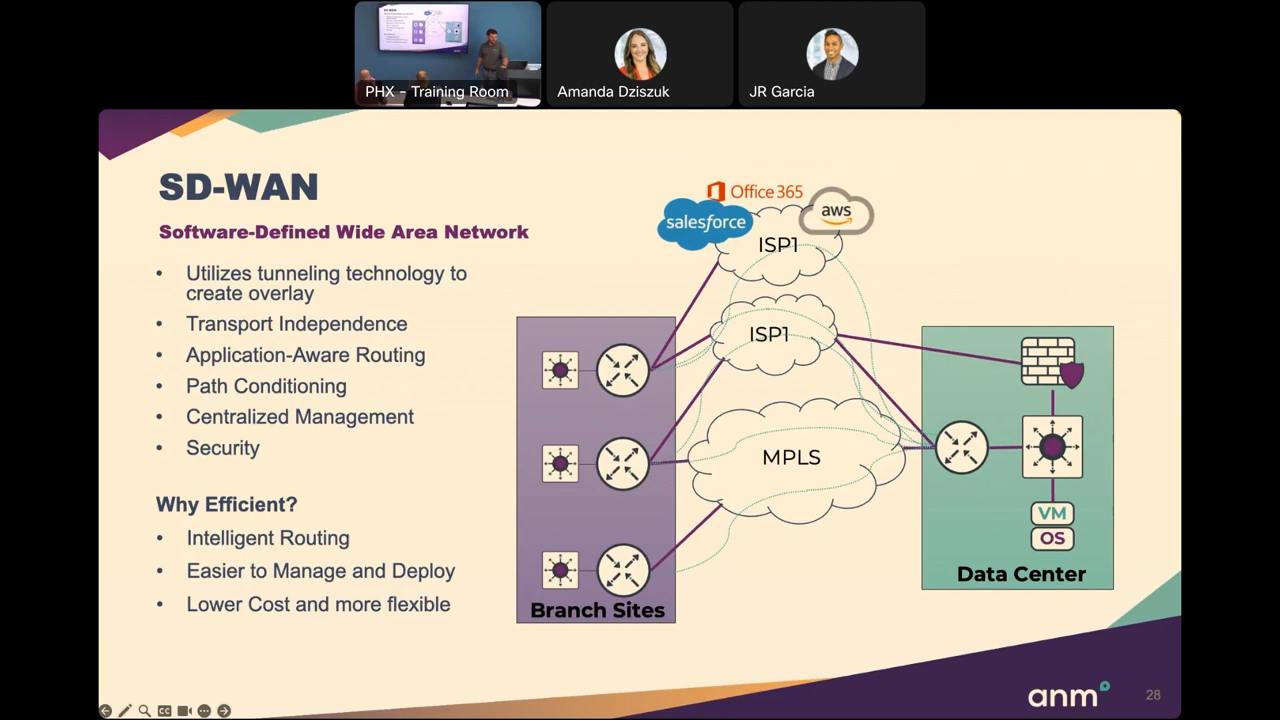 PHX - Training Room
Amanda Dziszuk
JR Garcia
SD-WAN
Software-Defined Wide Area Network
• Utilizes tunneling technology to
create overlay
• Transport Independence
• Application-Aware Routing
• Path Conditioning
• Centralized Management
• Security
Why Efficient?
• Intelligent Routing
• Easier to Manage and Deploy
• Lower Cost and more flexible
Office 365
salesforce
aws
ISP1
ISP1
MPLS
Branch Sites
VM
OS
Data Center
CC
anm
28